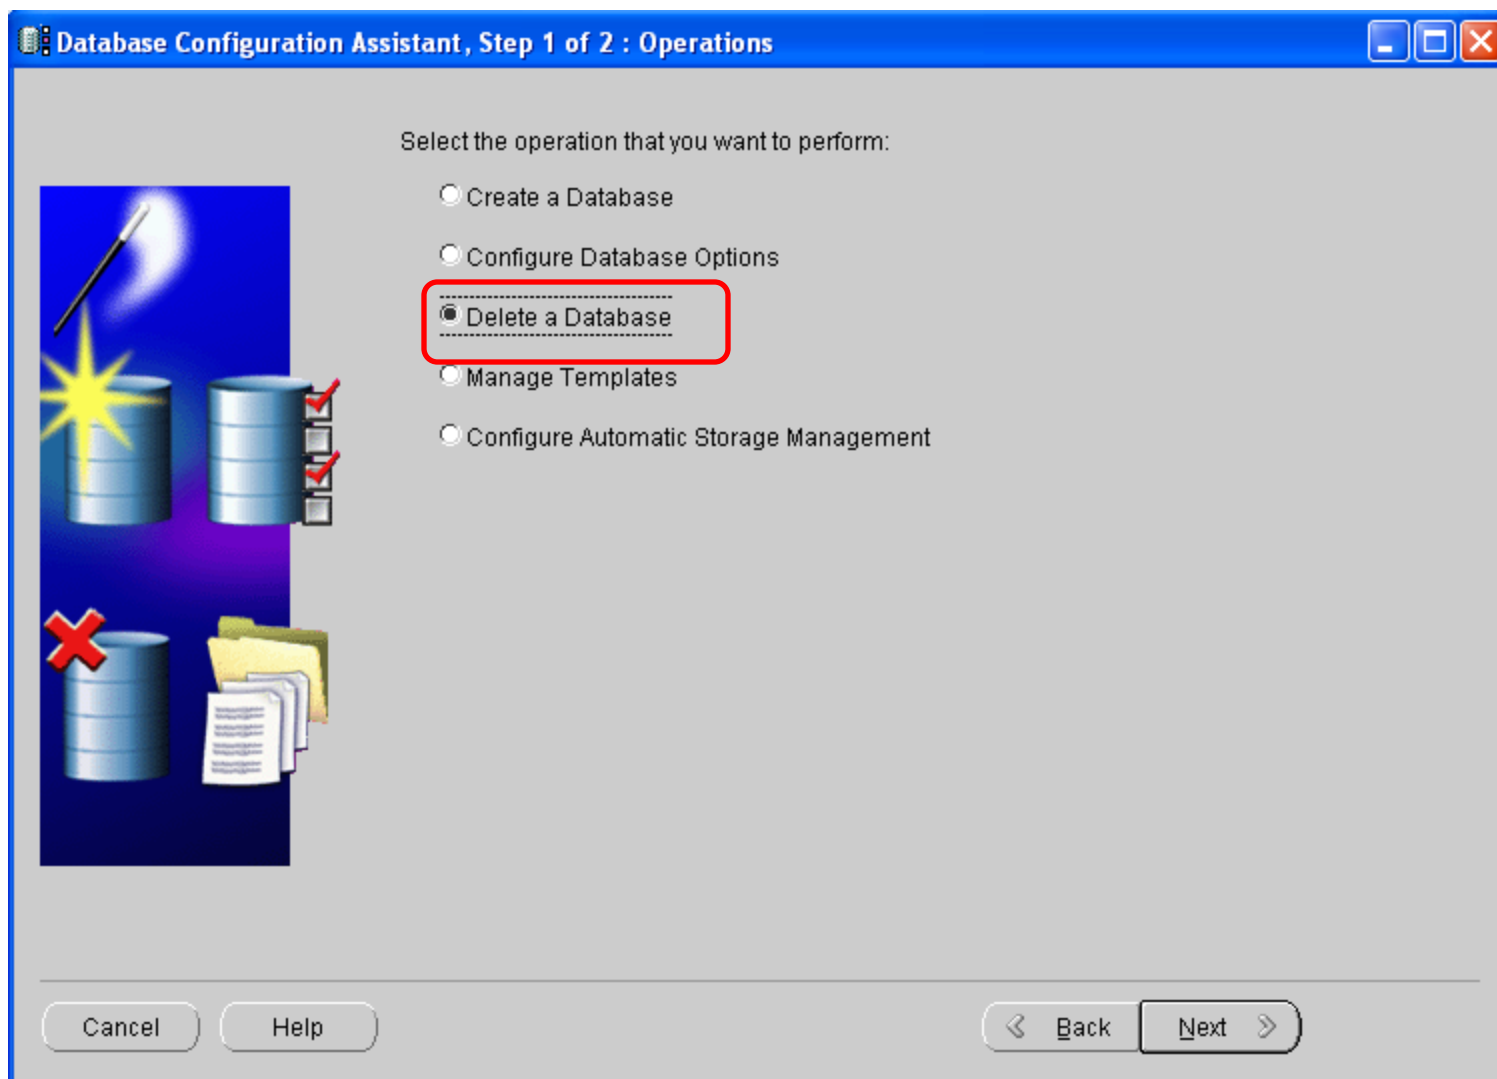 Database Configuration Assistant, Step 1 of 2 : Operations
Select the operation that you want to perform:
Create a Database
Configure Database Options
Delete a Database
Manage Templates
Configure Automatic Storage Management
Cancel
Help
Back
Next